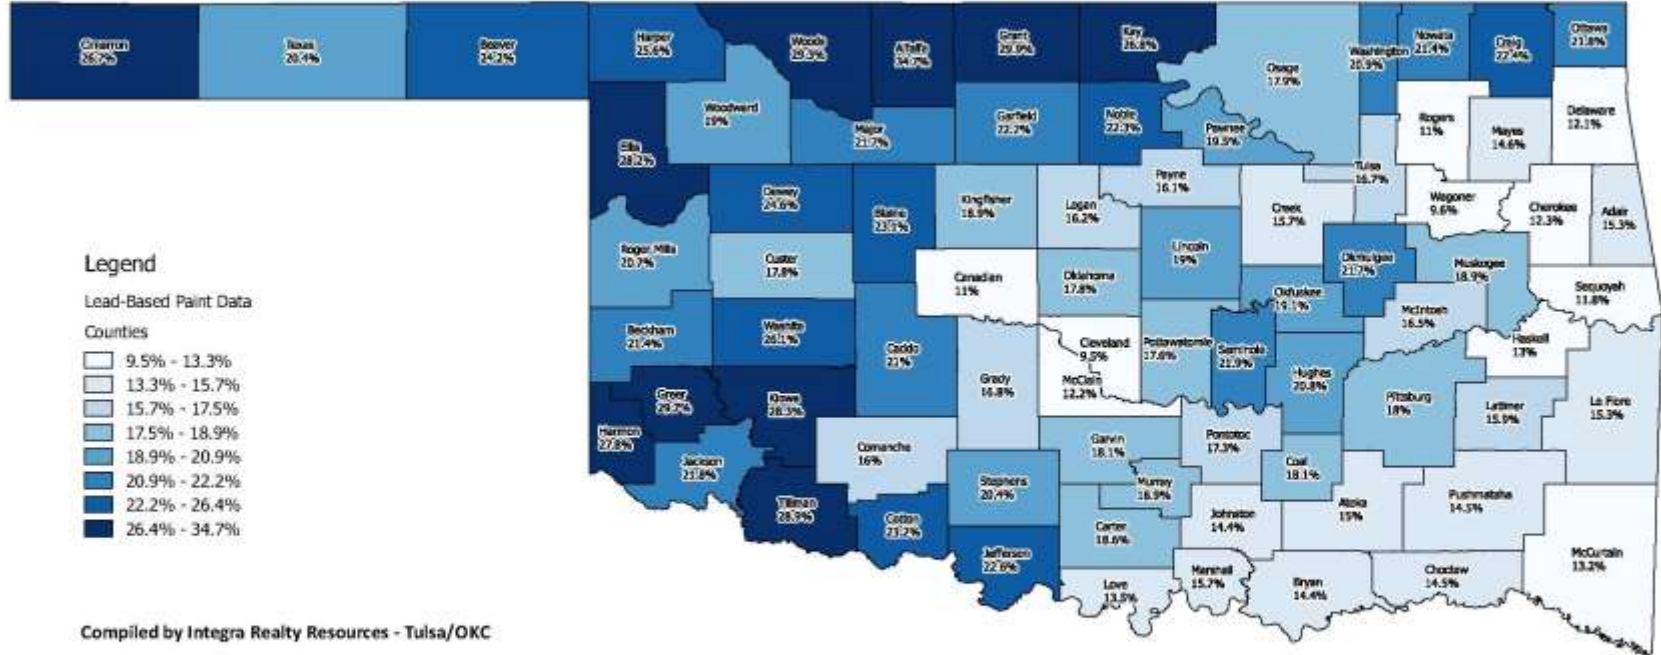 Cimarron
26.7%
Texas
20.4%
Beaver
24.2%
Harper
25.6%
Woods
29.3%
Alfalfa
34.7%
Grant
29.9%
Kay
26.8%
Osage
17.9%
Washington
20.9%
Nowata
21.4%
Craig
22.4%
Ottawa
21.8%
Ellis
28.2%
Woodward
19%
Major
21.7%
Garfield
22.2%
Noble
22.3%
Pawnee
19.5%
Rogers
11%
Mayes
14.6%
Delaware
12.1%
Dewey
24.6%
Blaine
23.1%
Kingfisher
18.9%
Logan
16.2%
Payne
16.1%
Creek
Tulsa
16.7%
Wagoner
9.6%
Cherokee
12.3%
Adair
15.3%
Roger Mills
20.7%
Custer
17.8%
Canadian
11%
Oklahoma
17.8%
Lincoln
19%
Okmulgee
21.7%
Muskogee
18.9%
Sequoyah
11.8%
Beckham
21.4%
Washita
26.1%
Caddo
21%
Grady
16.8%
Cleveland
9.5%
McClain
12.2%
Pottawatomie
17.6%
Seminole
21.9%
Okfuskee
19.1%
Hughes
20.8%
McIntosh
16.5%
Haskell
13%
Pittsburg
18%
Latimer
15.9%
Le Flore
15.3%
Greer
Kiowa
28.3%
Harmon
27.8%
Jackson
21.8%
Tillman
28.9%
Comanche
16%
Cotton
23.2%
Stephens
20.4%
Jefferson
22.6%
Garvin
18.1%
Murray
Carter
18.6%
Love
13.5%
Pontotoc
17.3%
Coal
18.1%
Johnston
14.4%
Atoka
15%
Pushmataha
14.5%
Marshall
15.7%
Bryan
14.4%
Choctaw
14.5%
McCurtain
13.2%
Legend
Lead-Based Paint Data
Counties
9.5% - 13.3%
13.3% - 15.7%
15.7% - 17.5%
17.5% - 18.9%
18.9% - 20.9%
20.9% - 22.2%
22.2% - 26.4%
26.4% - 34.7%
Compiled by Integra Realty Resources - Tulsa/OKC